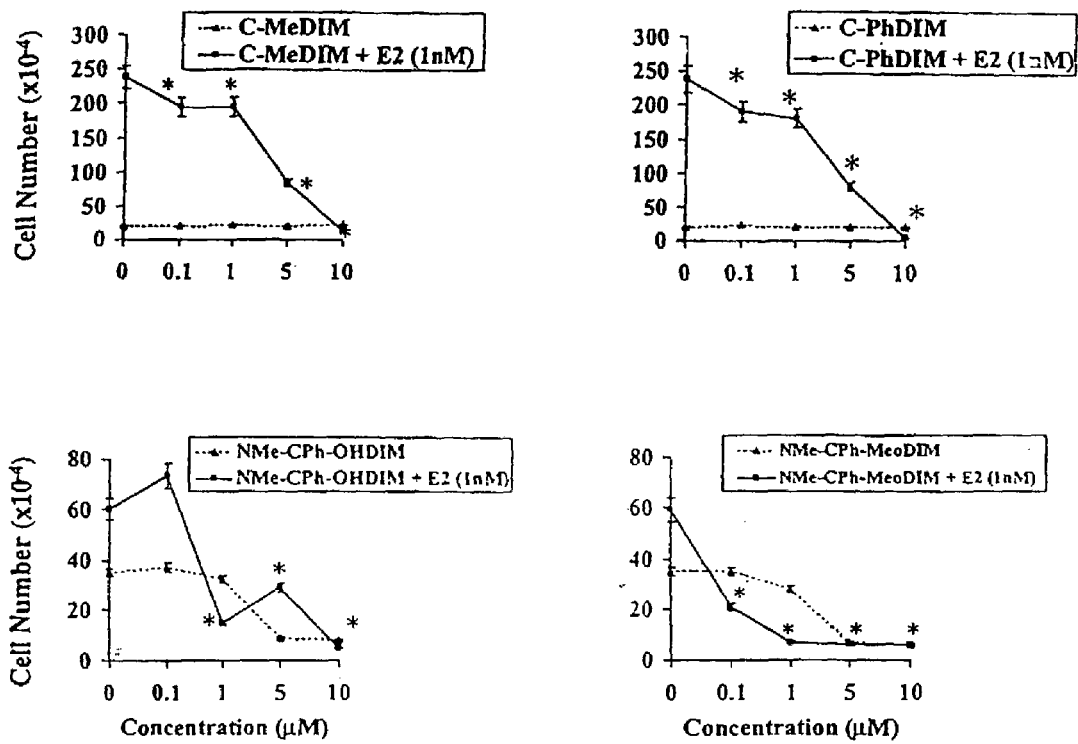 C-MeDIM
C-MeDIM + E2 (1nM)
Cell Number (x10-4)
300
250
200
150
100
50
0
* * * *
0 0.1 1 5 10
C-PhDIM
C-PhDIM + E2 (1nM)
300
250
200
150
100
50
0
* * * *
0 0.1 1 5 10
NMe-CPh-OHDIM
NMe-CPh-OHDIM + E2 (1nM)
Cell Number (x10-4)
80
60
40
20
0
* * *
0 0.1 1 5 10
Concentration (µM)
NMe-CPh-MeoDIM
NMe-CPh-MeoDIM + E2 (1nM)
80
60
40
20
0
* * * *
0 0.1 1 5 10
Concentration (µM)